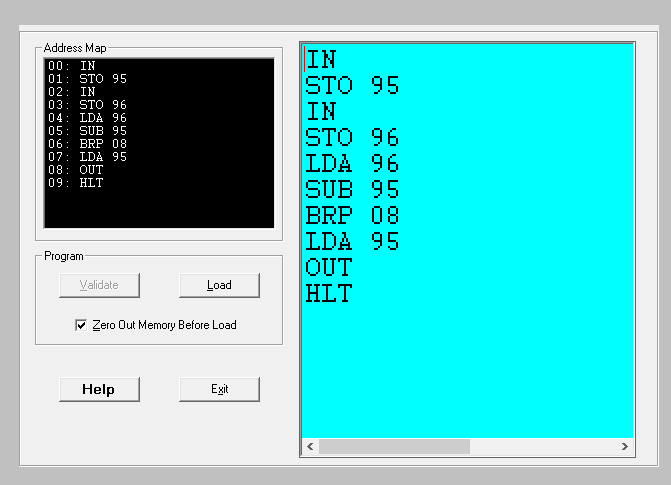 Address Map
00: IN
01: STO 95
02: IN
03: STO 96
04: LDA 96
05: SUB 95
06: BRP 08
07: LDA 95
08: OUT
09: HLT
Program
Validate
Load
Zero Out Memory Before Load
Help
Exit
IN
STO 95
IN
STO 96
LDA 96
SUB 95
BRP 08
LDA 95
OUT
HLT